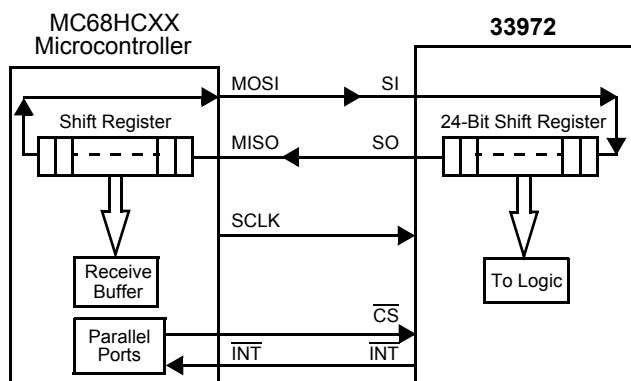 MC68HCXX
Microcontroller
33972
MOSI
SI
Shift Register
24-Bit Shift Register
MISO
SO
SCLK
Receive
Buffer
To Logic
CS
Parallel
Ports
INT
INT